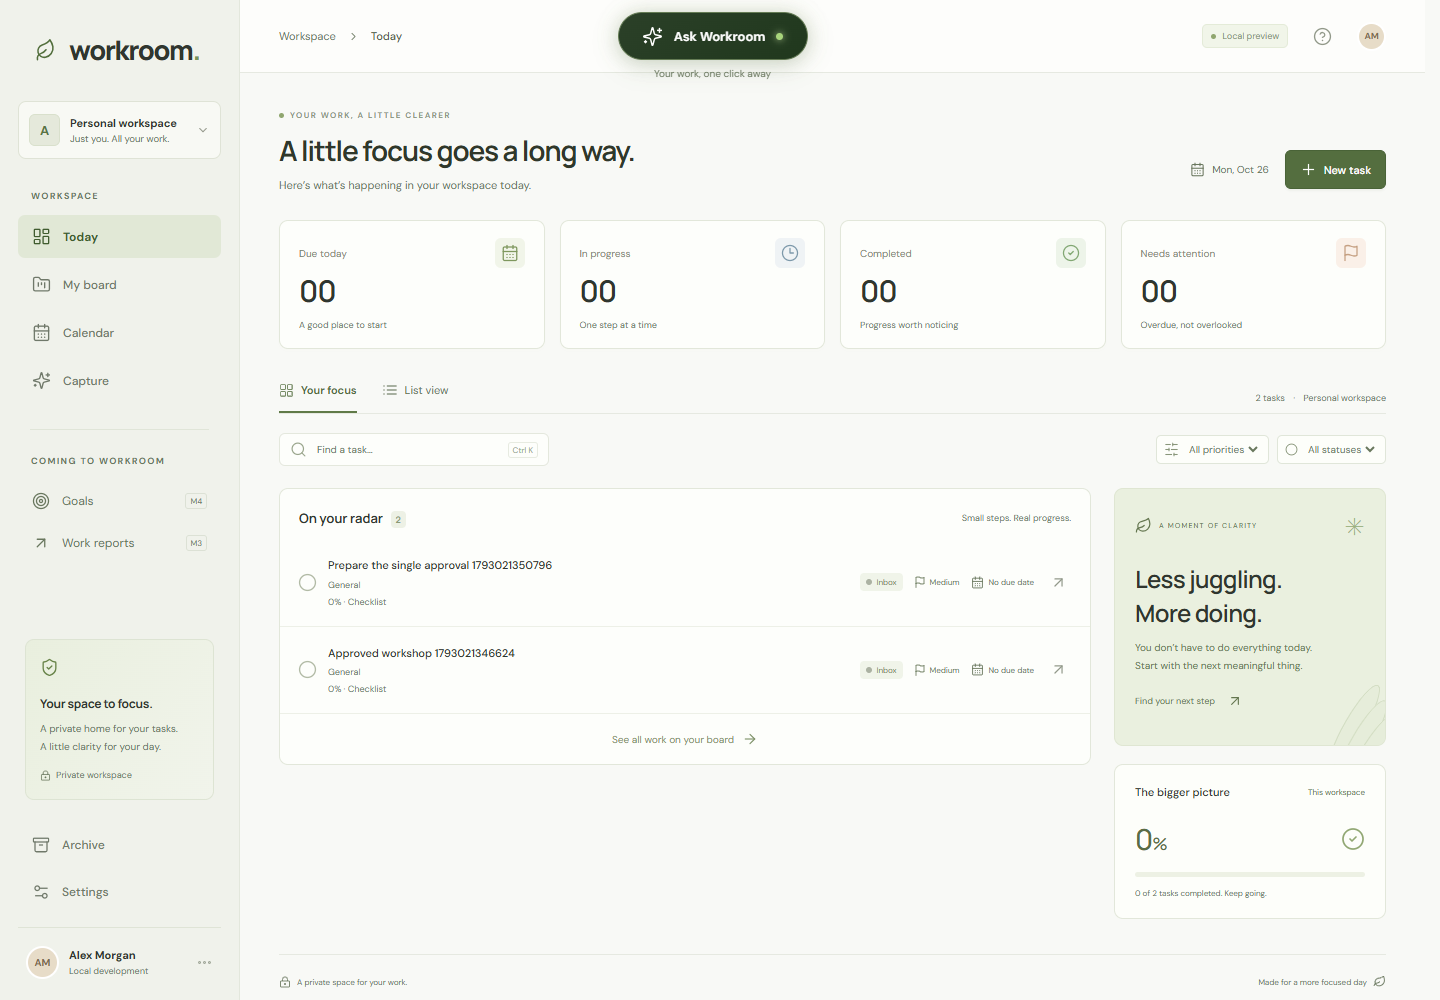 workroom.
A
Personal workspace
Just you. All your work.
WORKSPACE
Today
My board
Calendar
Capture
COMING TO WORKROOM
Goals
M4
Work reports
M3
Your space to focus.
A private home for your tasks.
A little clarity for your day.
Private workspace
Archive
Settings
AM
Alex Morgan
Local development
Workspace
Today
Ask Workroom
Your work, one click away
Local preview
AM
YOUR WORK, A LITTLE CLEARER
A little focus goes a long way.
Here's what's happening in your workspace today.
Mon, Oct 26
New task
Due today
00
A good place to start
In progress
00
One step at a time
Completed
00
Progress worth noticing
Needs attention
00
Overdue, not overlooked
Your focus
List view
2 tasks · Personal workspace
Find a task...
Ctrl K
All priorities
All statuses
On your radar 2
Small steps. Real progress.
Prepare the single approval 1793021350796
General
0% · Checklist
Inbox
Medium
No due date
Approved workshop 1793021346624
General
0% · Checklist
Inbox
Medium
No due date
See all work on your board
A MOMENT OF CLARITY
Less juggling.
More doing.
You don't have to do everything today.
Start with the next meaningful thing.
Find your next step
The bigger picture
This workspace
0%
0 of 2 tasks completed. Keep going.
A private space for your work.
Made for a more focused day